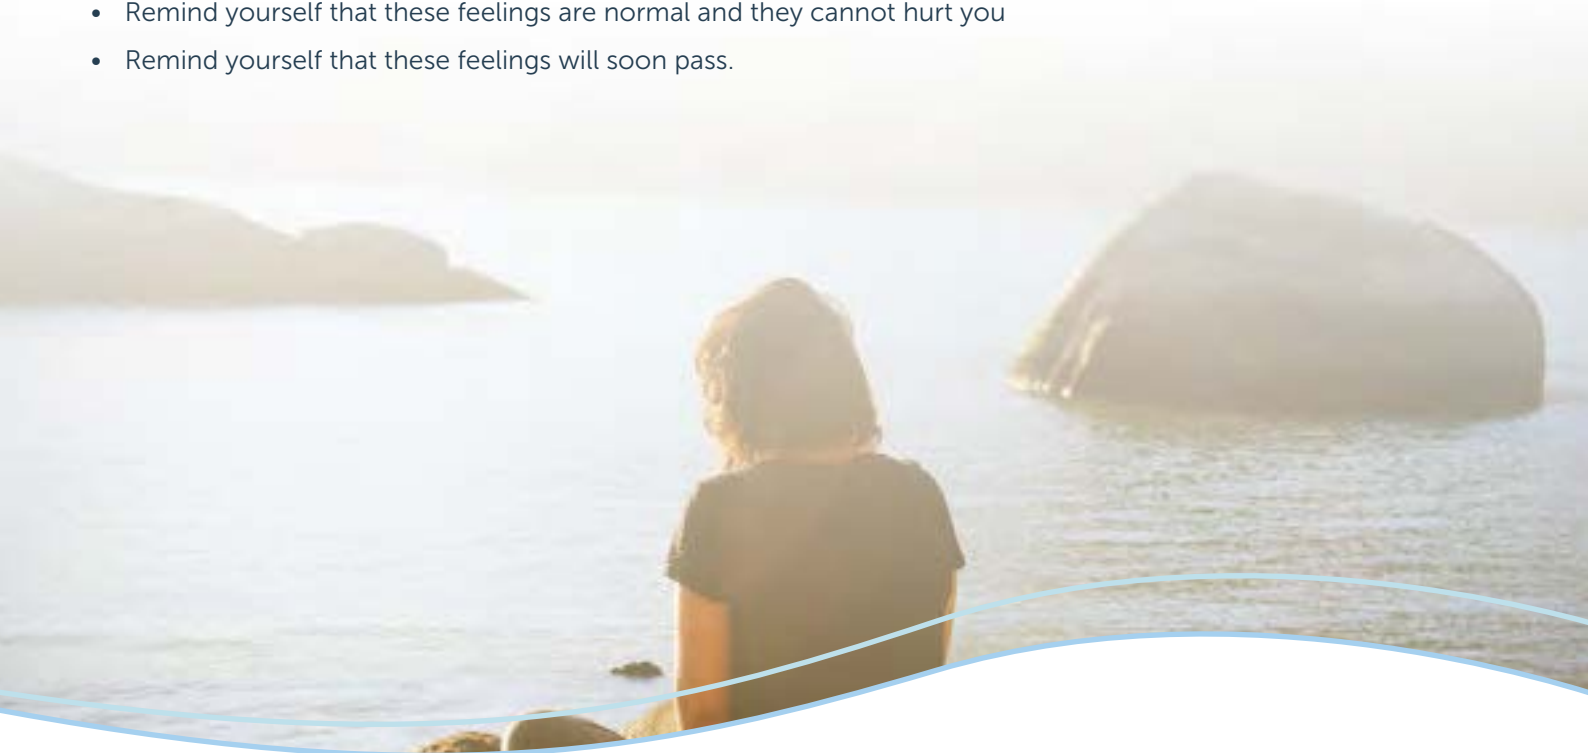 • Remind yourself that these feelings are normal and they cannot hurt you
• Remind yourself that these feelings will soon pass.